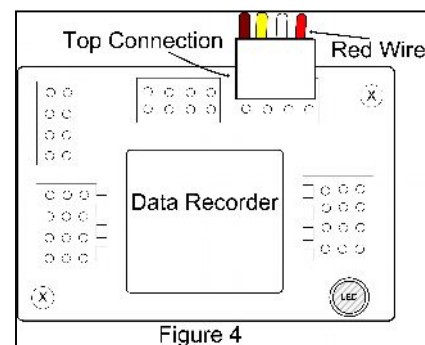 Top Connection
Red Wire
X
Data Recorder
X
LED
Figure 4